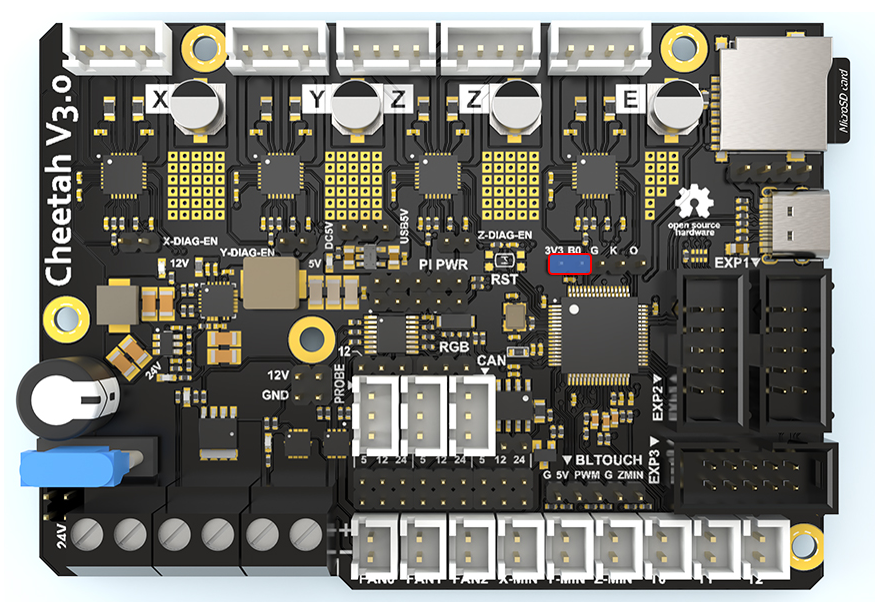 Cheetah V3.0
X
Y
Z
Z
E
MicroSD card
open source
hardware
X-DIAG-EN
Y-DIAG-EN
DC5V
USB5V
Z-DIAG-EN
3V3 B0 G K O
12V
5V
PI PWR
RST
EXP1
24V
12
RGB
CAN
PROBE
12V
GND
EXP2
EXP3
5 12 24 5 12 24 5 12 24
BLTOUCH
G 5V PWM G ZMIN
24V
FAN0 FAN1 FAN2 X-MIN Y-MIN Z-MIN T0 T1 T2